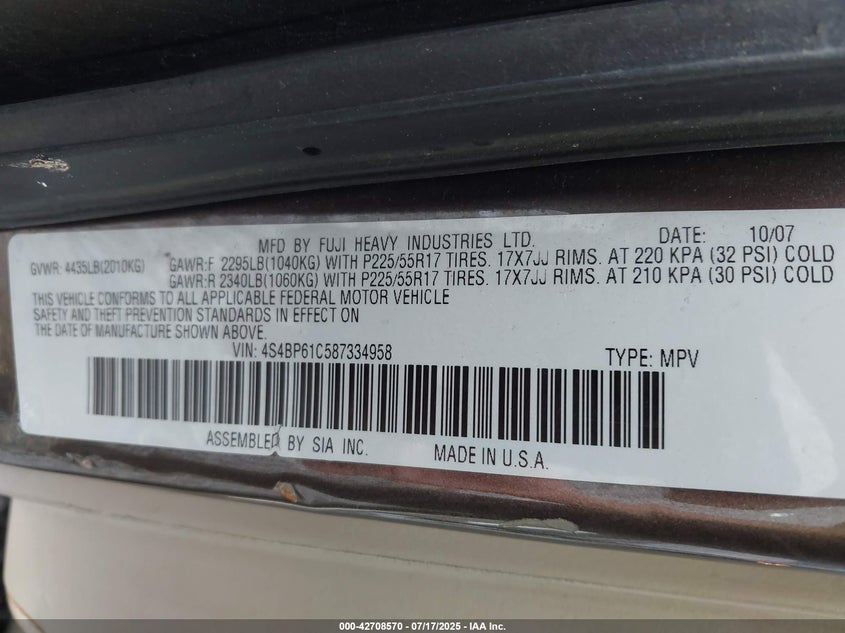 MFD BY FUJI HEAVY INDUSTRIES LTD. DATE: 10/07
GVWR: 4435LB(2010KG) GAWR:F 2295LB(1040KG) WITH P225/55R17 TIRES. 17X7JJ RIMS. AT 220 KPA (32 PSI) COLD
GAWR:R 2340LB(1060KG) WITH P225/55R17 TIRES. 17X7JJ RIMS. AT 210 KPA (30 PSI) COLD
THIS VEHICLE CONFORMS TO ALL APPLICABLE FEDERAL MOTOR VEHICLE
SAFETY AND THEFT PREVENTION STANDARDS IN EFFECT ON
THE DATE OF MANUFACTURE SHOWN ABOVE.
VIN: 4S4BP61C587334958 TYPE: MPV
ASSEMBLED BY SIA INC. MADE IN U.S.A.
000-42708570 / 07/17/2025 - IAA Inc.